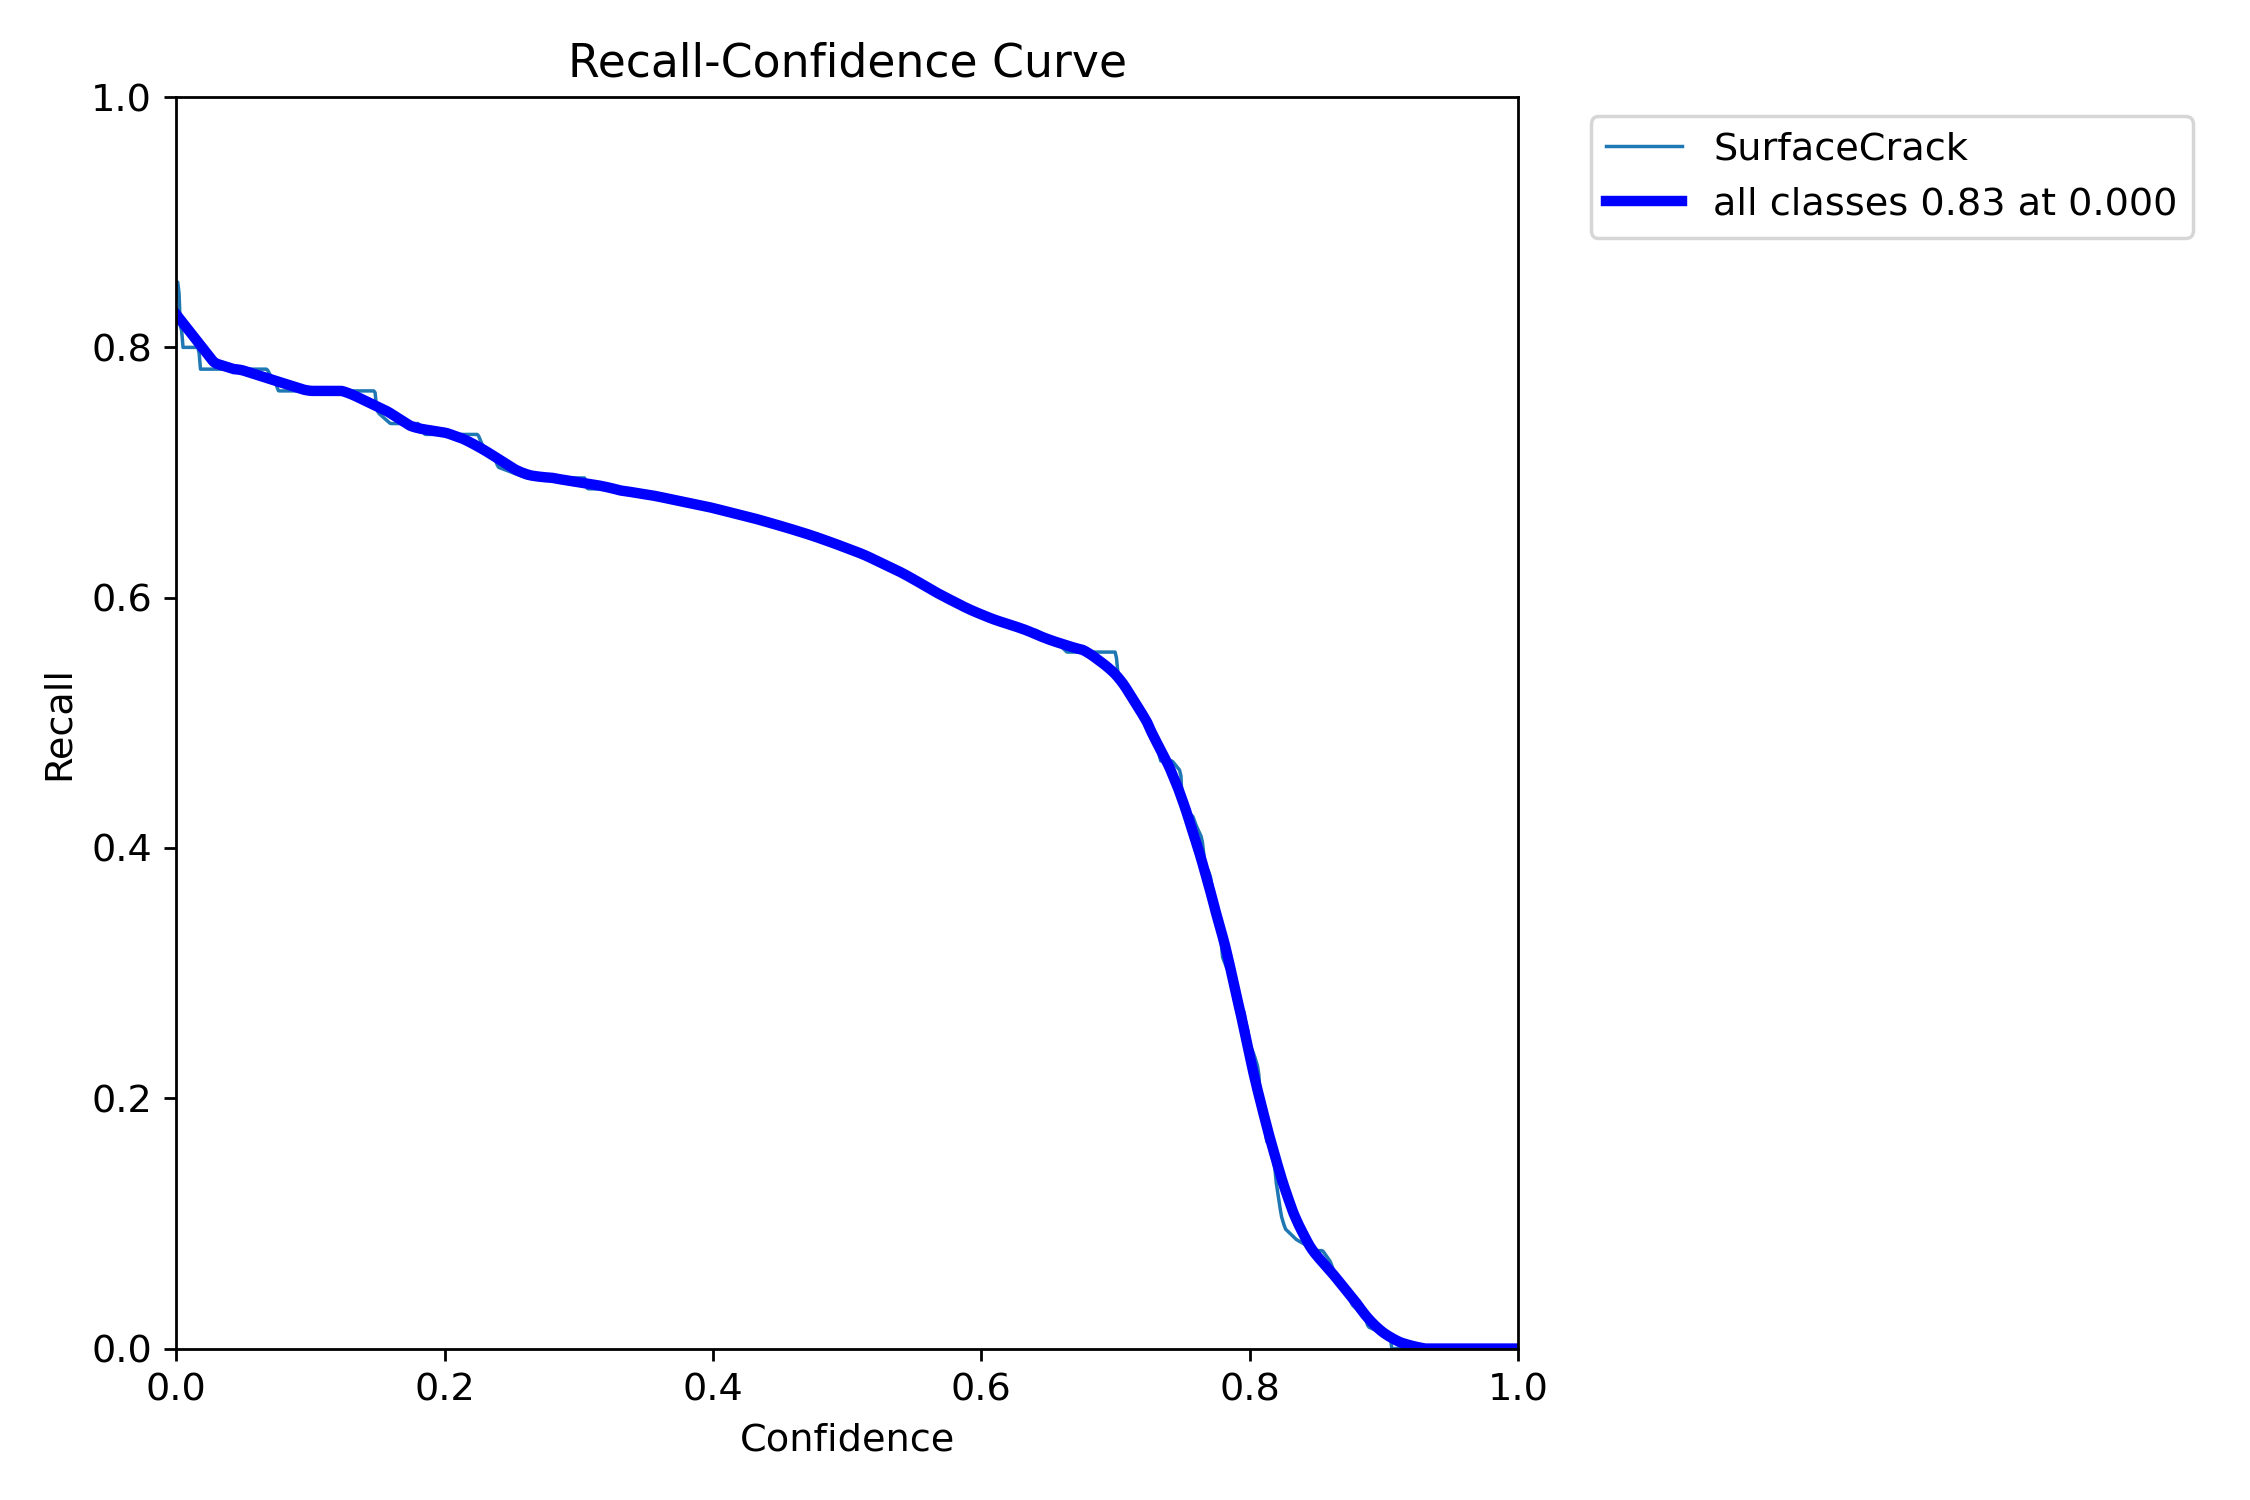 Recall-Confidence Curve
1.0
0.8
0.6
0.4
0.2
0.0
Recall
0.0 0.2 0.4 0.6 0.8 1.0
Confidence
SurfaceCrack
all classes 0.83 at 0.000